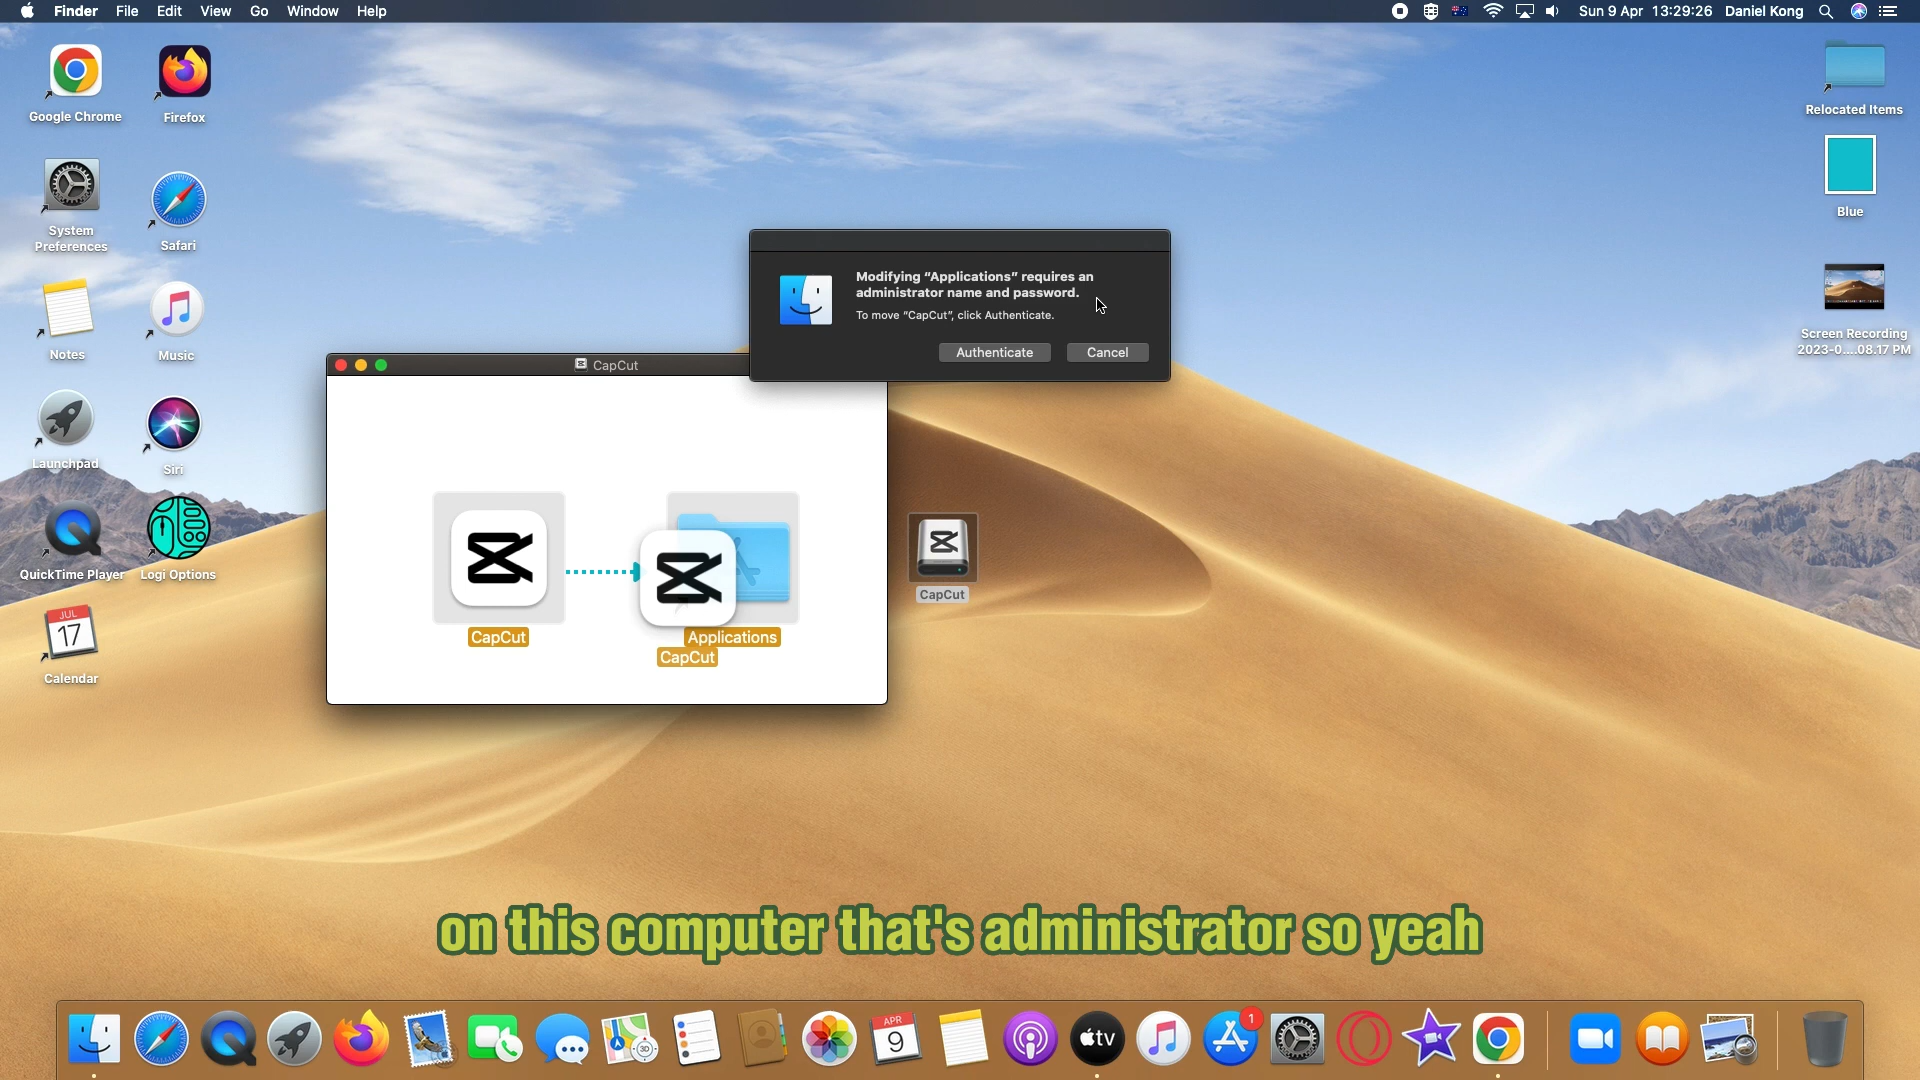 Finder File Edit View Go Window Help
Sun 9 Apr 13:29:26 Daniel Kong
Google Chrome
Firefox
System
Preferences
Safari
Notes
Music
Launchpad
Siri
QuickTime Player
Logi Options
JUL
17
Calendar
Relocated Items
Blue
Screen Recording
2023-0....08.17 PM
Modifying “Applications” requires an
administrator name and password.
To move “CapCut”, click Authenticate.
Authenticate
Cancel
CapCut
CapCut
Applications
CapCut
CapCut
on this computer that's administrator so yeah
3D
APR
9
tv
1